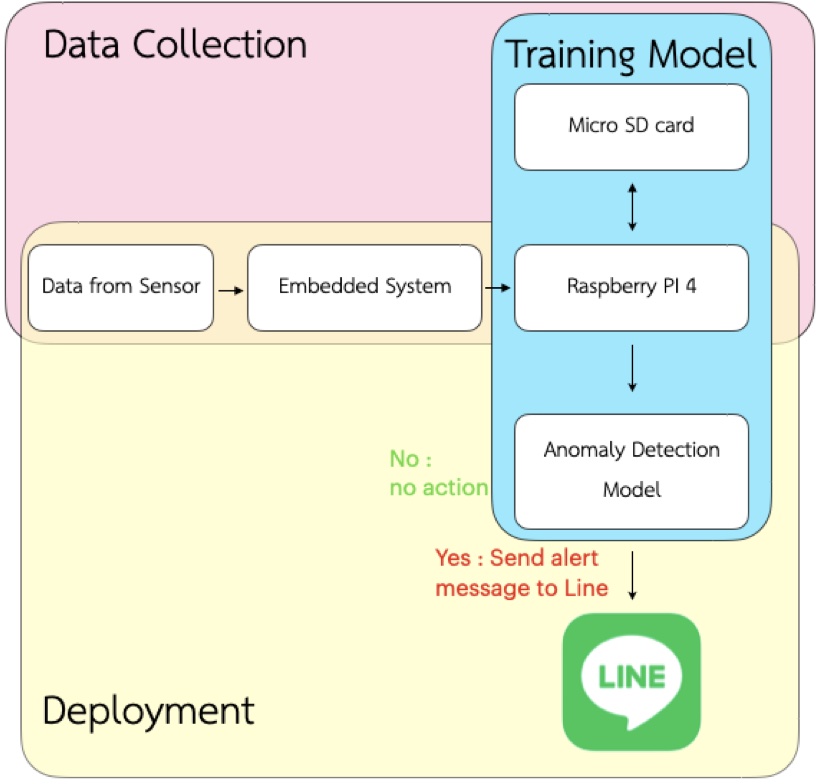 Data Collection
Training Model
Micro SD card
Data from Sensor
Embedded System
Raspberry PI 4
Anomaly Detection
Model
No :
no action
Yes : Send alert
message to Line
LINE
Deployment